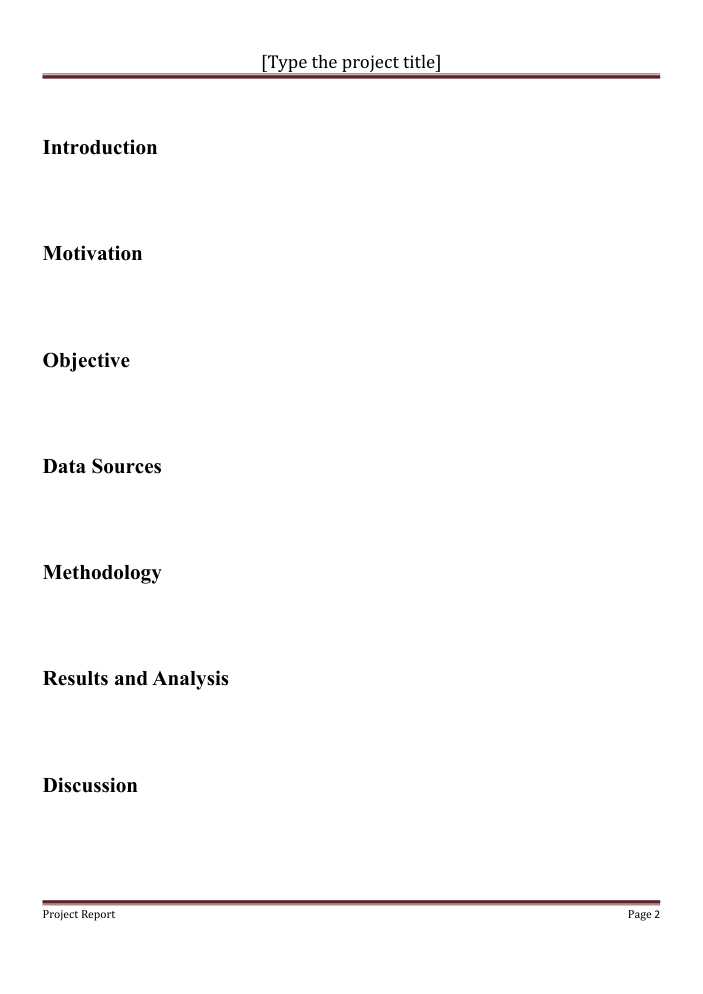 [Type the project title]
Introduction
Motivation
Objective
Data Sources
Methodology
Results and Analysis
Discussion
Project Report Page 2